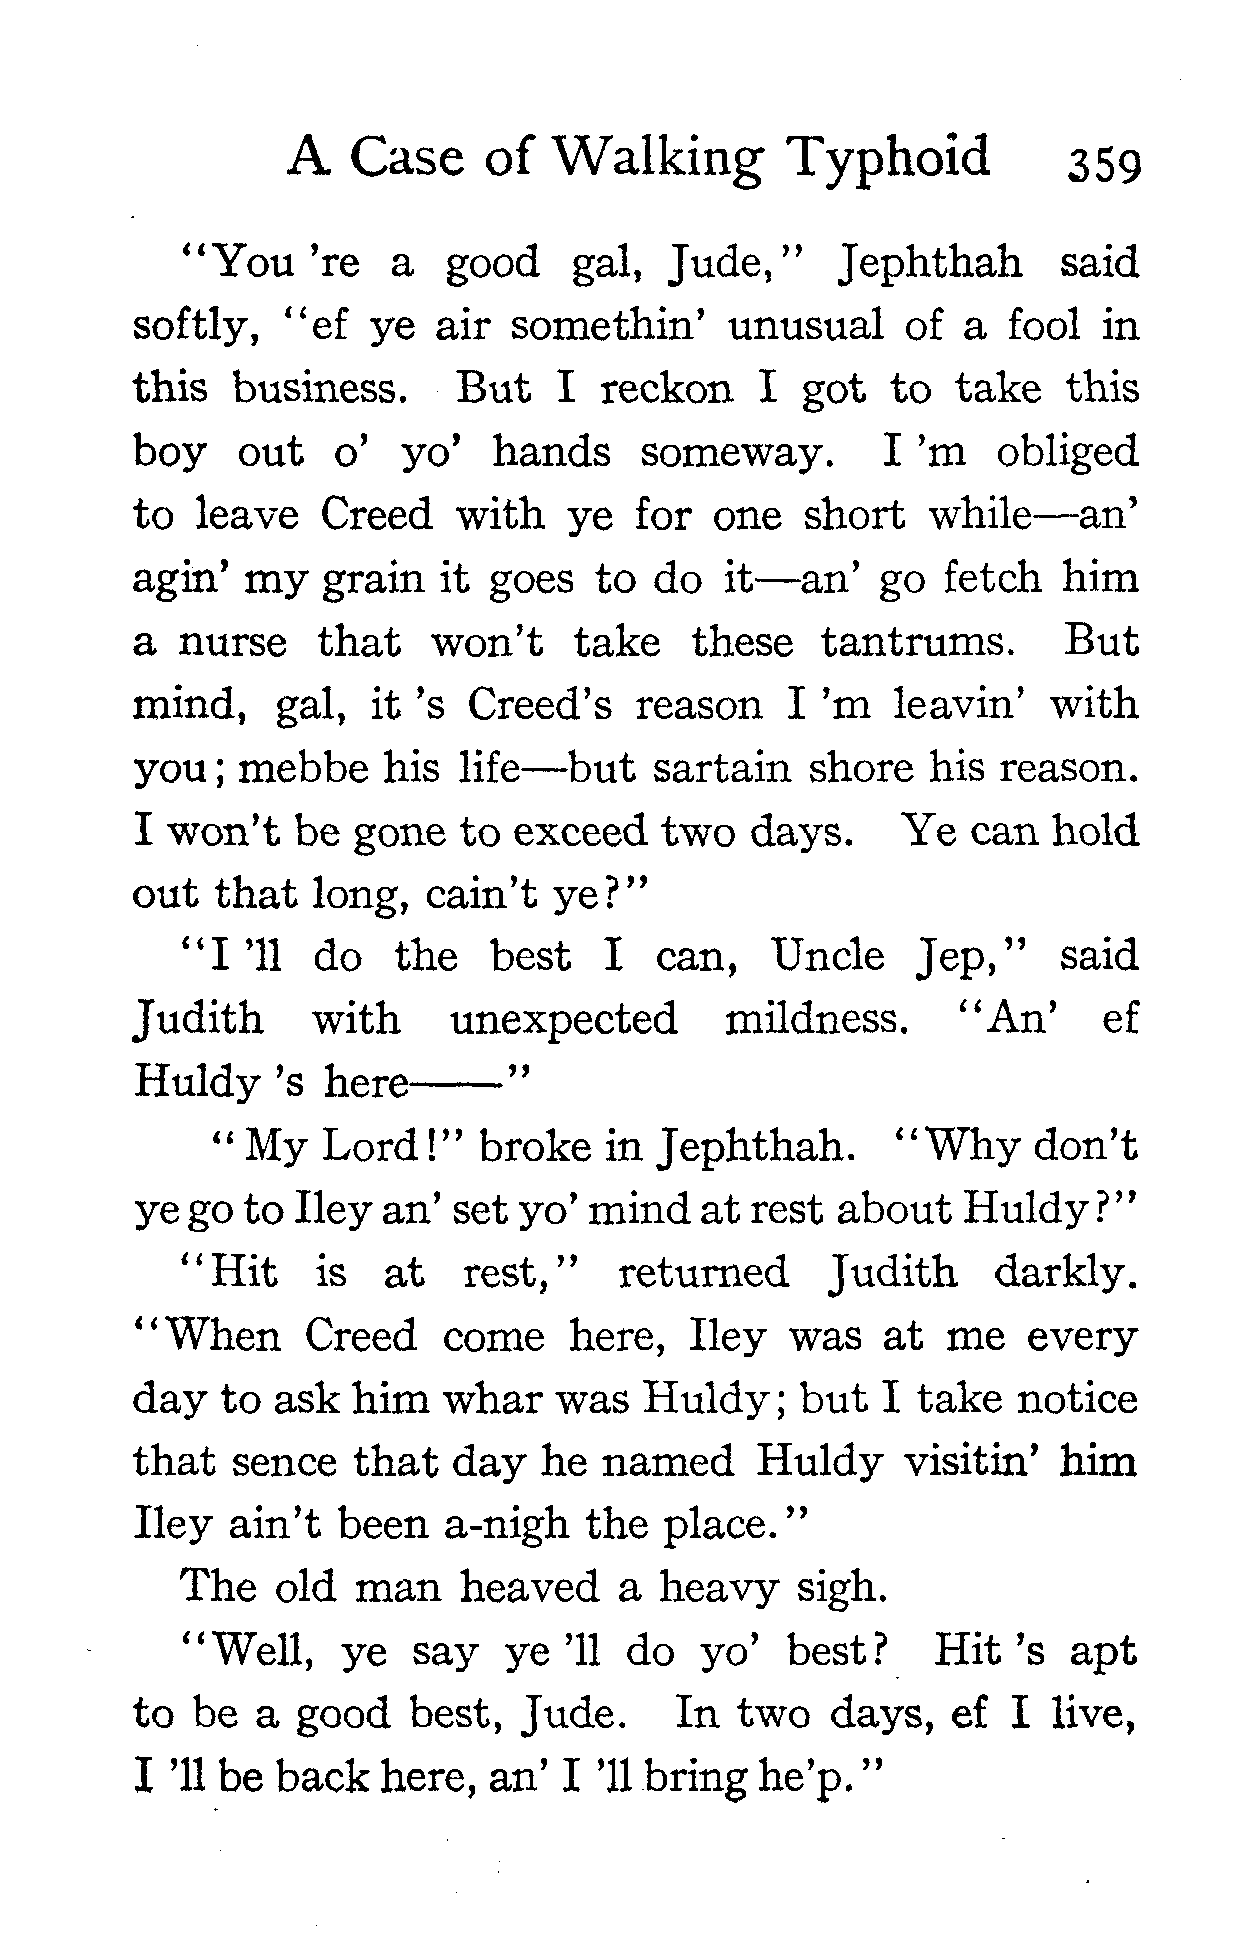 A Case of Walking Typhoid 359
"You 're a good gal, Jude," Jephthah said
softly, "ef ye air somethin' unusual of a fool in
this business. But I reckon I got to take this
boy out o' yo' hands someway. I 'm obliged
to leave Creed with ye for one short while—an'
agin' my grain it goes to do it—an' go fetch him
a nurse that won't take these tantrums. But
mind, gal, it 's Creed's reason I 'm leavin' with
you; mebbe his life—but sartain shore his reason.
I won't be gone to exceed two days. Ye can hold
out that long, cain't ye?"
"I 'll do the best I can, Uncle Jep," said
Judith with unexpected mildness. "An' ef
Huldy 's here——"
"My Lord!" broke in Jephthah. "Why don't
ye go to Iley an' set yo' mind at rest about Huldy?"
"Hit is at rest," returned Judith darkly.
"When Creed come here, Iley was at me every
day to ask him whar was Huldy; but I take notice
that sence that day he named Huldy visitin' him
Iley ain't been a-nigh the place."
The old man heaved a heavy sigh.
"Well, ye say ye 'll do yo' best? Hit 's apt
to be a good best, Jude. In two days, ef I live,
I 'll be back here, an' I 'll bring he'p."